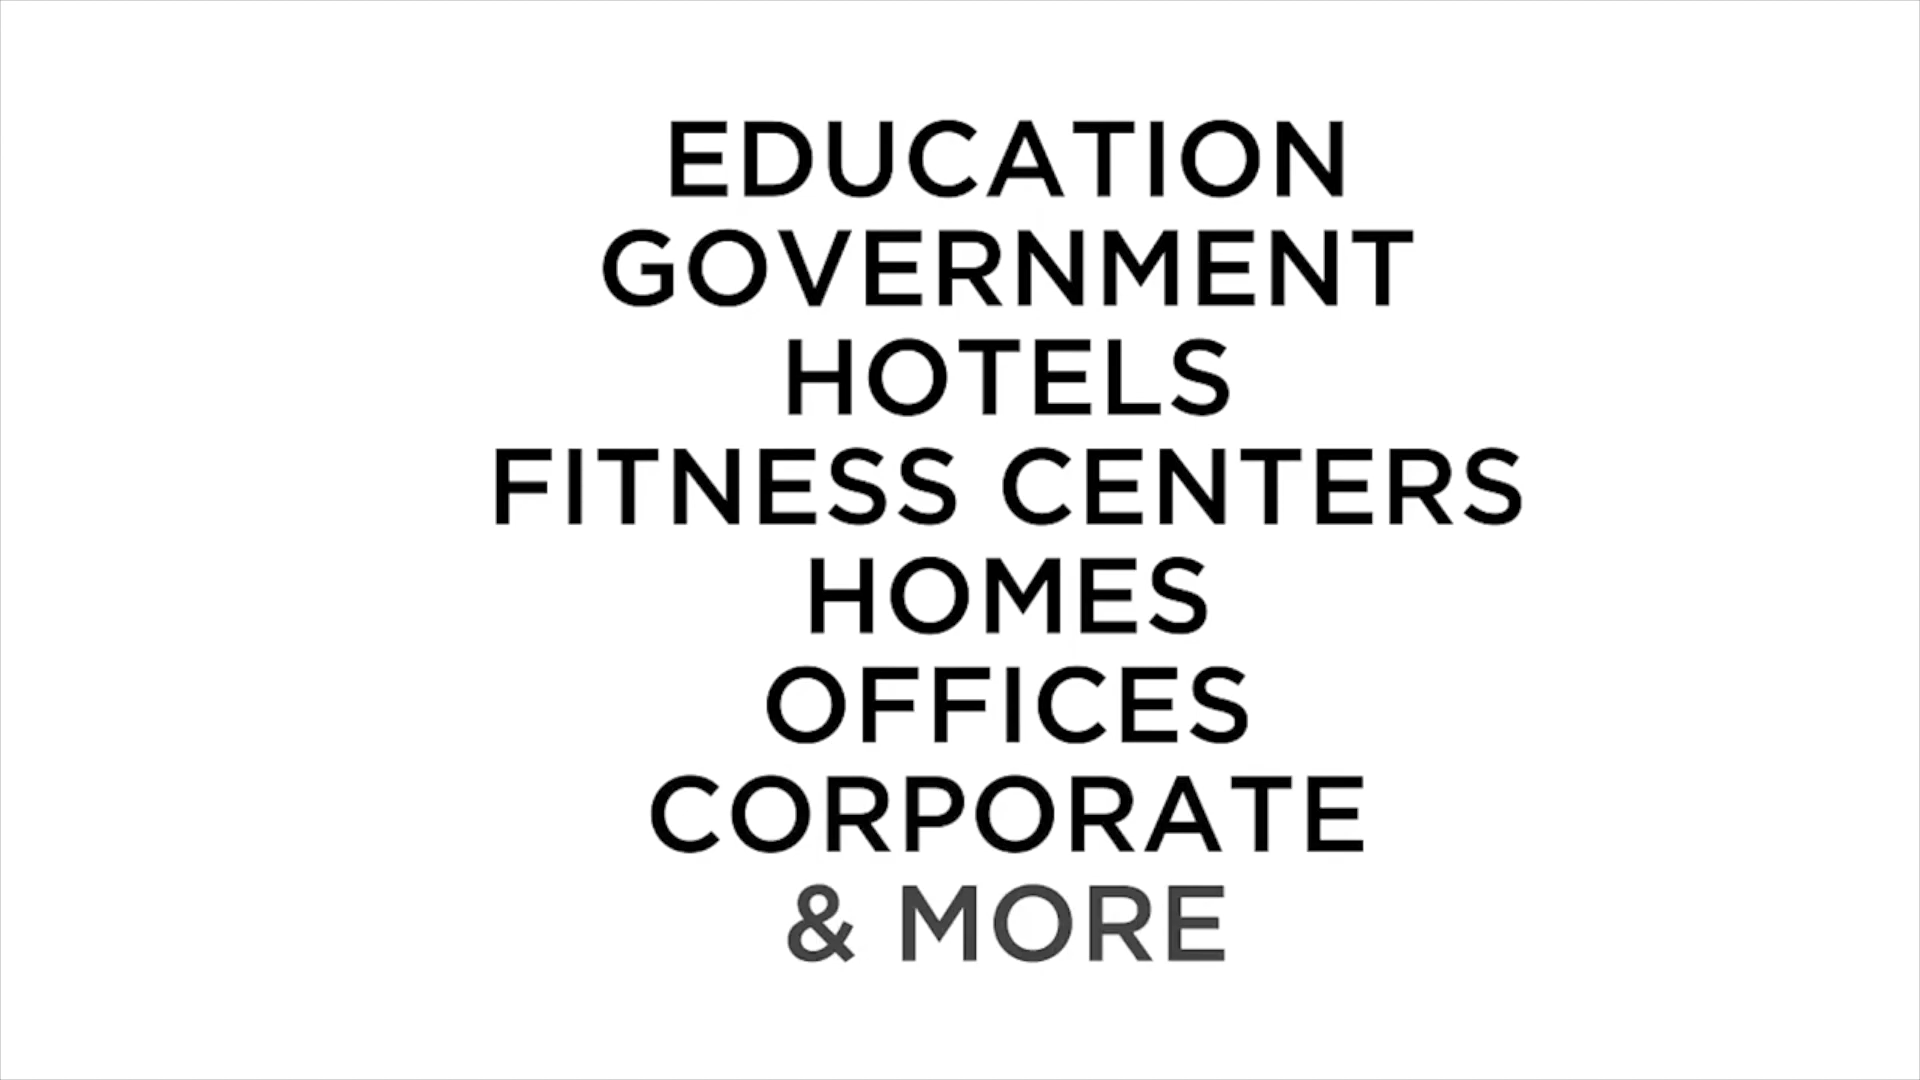 EDUCATION
GOVERNMENT
HOTELS
FITNESS CENTERS
HOMES
OFFICES
CORPORATE
& MORE